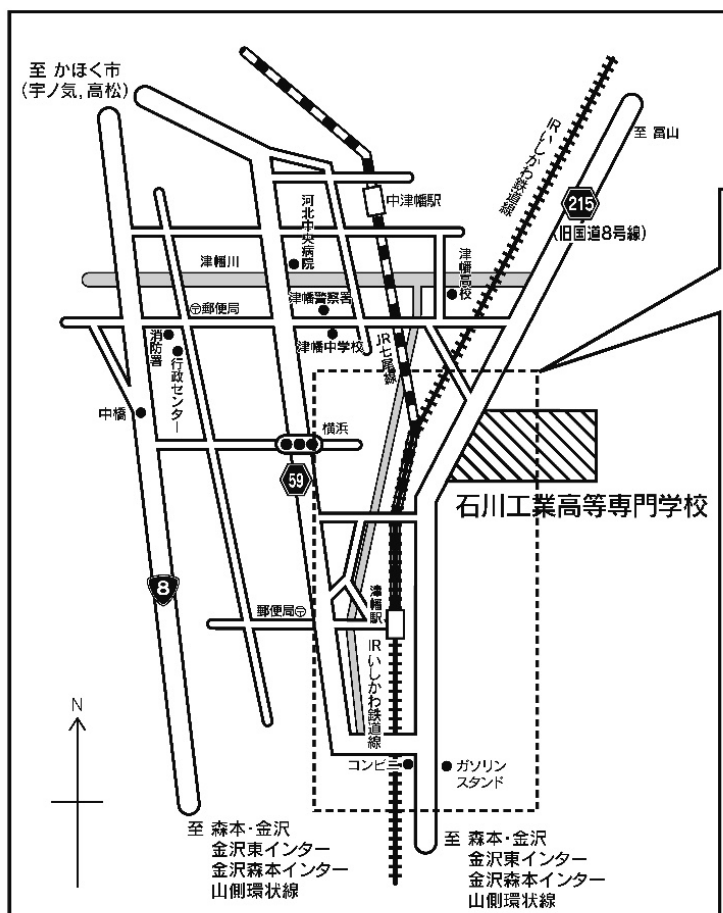 至 かほく市
(宇ノ気,高松)
IRいしかわ鉄道線
至 冨山
中津幡駅
215
(旧国道8号線)
河北中央病院
津幡川
津幡高校
津幡警察署
〶郵便局
消防署
津幡中学校
行政センター
JR七尾線
中橋
横浜
59
石川工業高等専門学校
8
津幡駅
郵便局〶
IRいしかわ鉄道線
N
コンビニ
ガソリン
スタンド
至 森本・金沢
金沢東インター
金沢森本インター
山側環状線
至 森本・金沢
金沢東インター
金沢森本インター
山側環状線